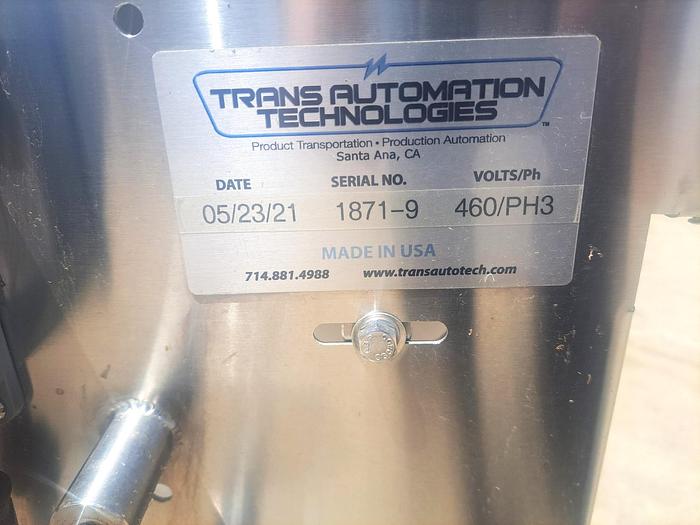 TRANS AUTOMATION
TECHNOLOGIES
™
Product Transportation • Production Automation
Santa Ana, CA
DATE SERIAL NO. VOLTS/Ph
05/23/21 1871-9 460/PH3
MADE IN USA
714.881.4988 www.transautotech.com